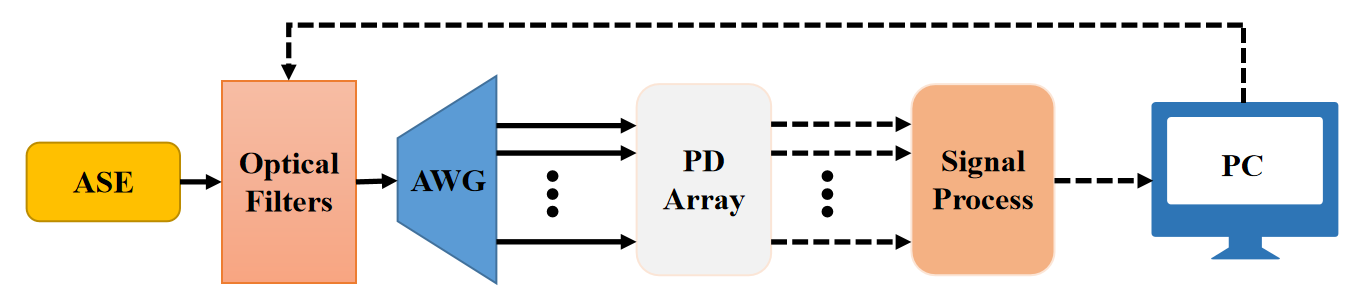 ASE
Optical
Filters
AWG
PD
Array
Signal
Process
PC